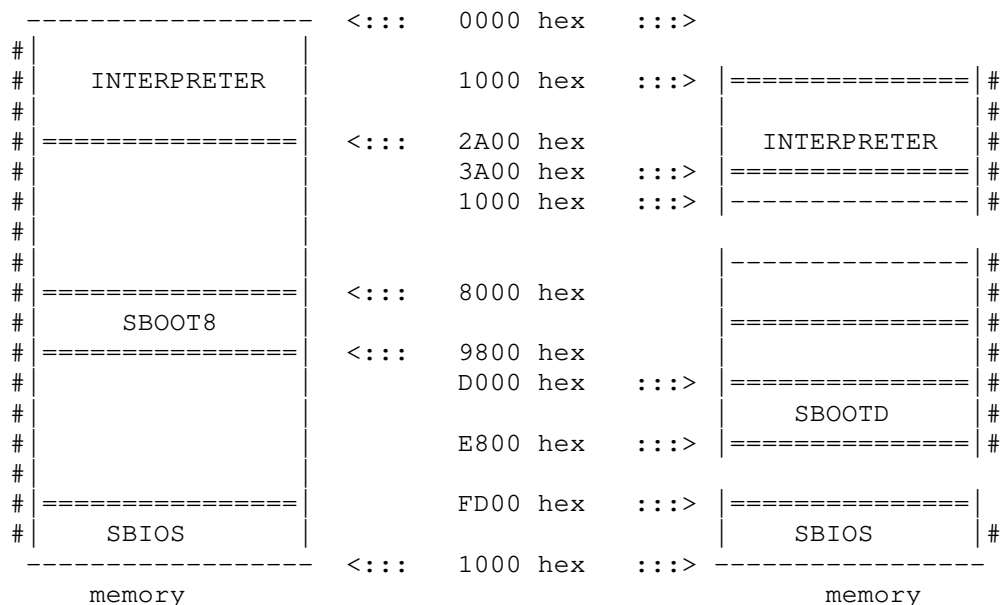 ------------------  <:::   0000 hex   :::>
#|                |
#|   INTERPRETER  |         1000 hex   :::> |===============|#
#|                |                         |               |#
#|================|  <:::   2A00 hex        |  INTERPRETER  |#
#|                |         3A00 hex   :::> |===============|#
#|                |         1000 hex   :::> |---------------|#
#|                |
#|                |                         |---------------|#
#|================|  <:::   8000 hex        |               |#
#|     SBOOT8     |                         |===============|#
#|================|  <:::   9800 hex        |               |#
#|                |         D000 hex   :::> |===============|#
#|                |                         |    SBOOTD     |#
#|                |         E800 hex   :::> |===============|#
#|                |
#|================|         FD00 hex   :::> |===============|
#|    SBIOS       |                         |    SBIOS      |#
 ------------------  <:::   1000 hex   :::> -----------------
     memory                                        memory